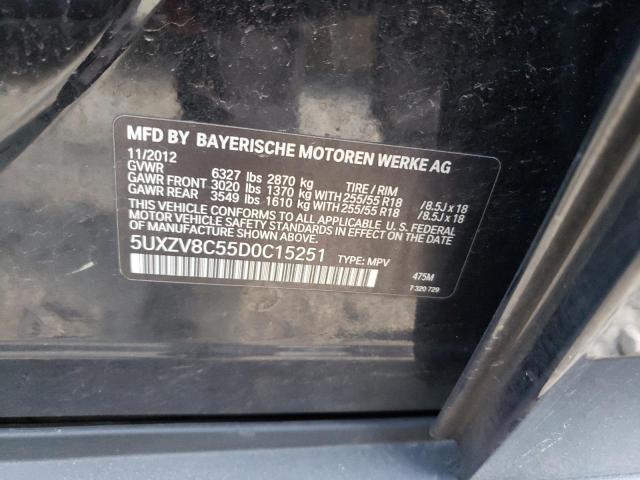 MFD BY BAYERISCHE MOTOREN WERKE AG
11/2012
GVWR 6327 lbs 2870 kg TIRE / RIM
GAWR FRONT 3020 lbs 1370 kg WITH 255/55 R18 /8.5J x 18
GAWR REAR 3549 lbs 1610 kg WITH 255/55 R18 /8.5J x 18
THIS VEHICLE CONFORMS TO ALL APPLICABLE U. S. FEDERAL
MOTOR VEHICLE SAFETY STANDARDS IN EFFECT ON THE DATE
OF MANUFACTURE SHOWN ABOVE.
5UXZV8C55D0C15251 TYPE: MPV
475M
7 320 729